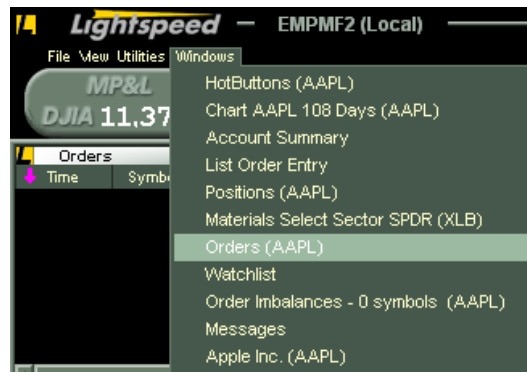 Lightspeed — EMPMF2 (Local)
File View Utilities Windows
MP&L
DJIA 11,37
HotButtons (AAPL)
Chart AAPL 108 Days (AAPL)
Account Summary
List Order Entry
Positions (AAPL)
Materials Select Sector SPDR (XLB)
Orders (AAPL)
Watchlist
Order Imbalances - 0 symbols (AAPL)
Messages
Apple Inc. (AAPL)
Orders
Time Symb